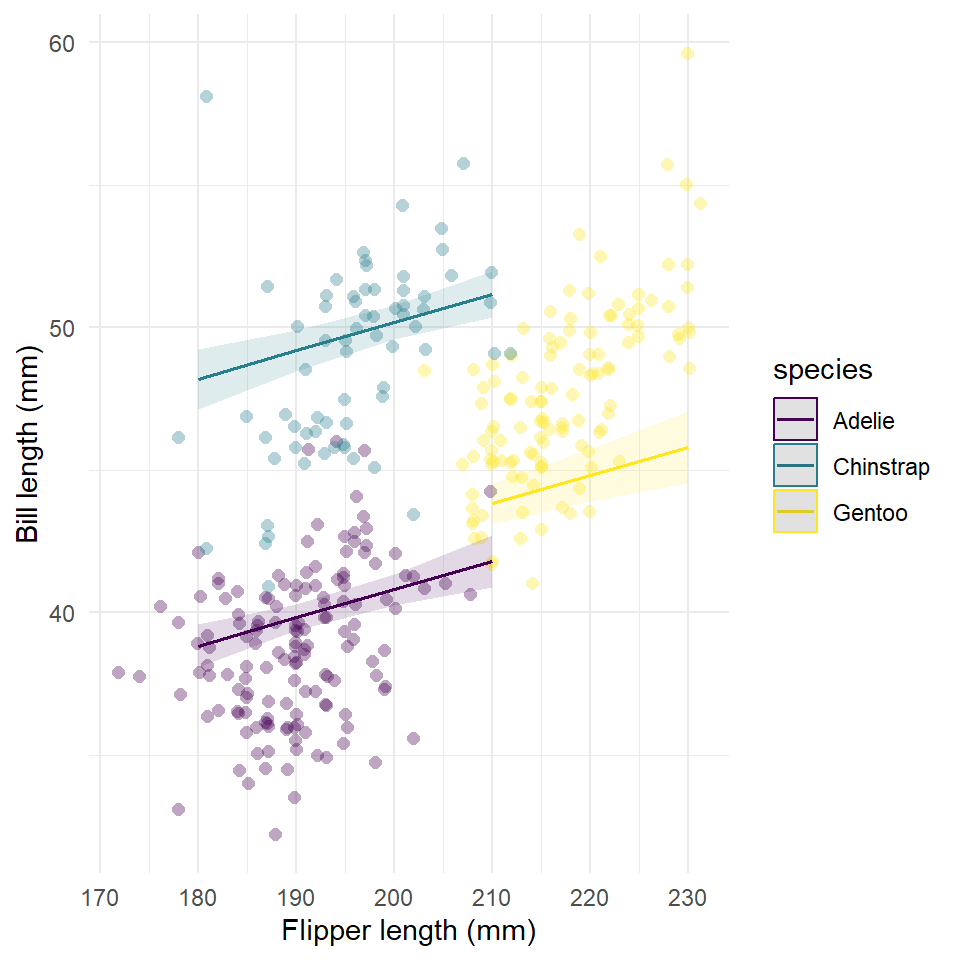 60
50
40
Bill length (mm)
170 180 190 200 210 220 230
Flipper length (mm)
species
Adelie
Chinstrap
Gentoo